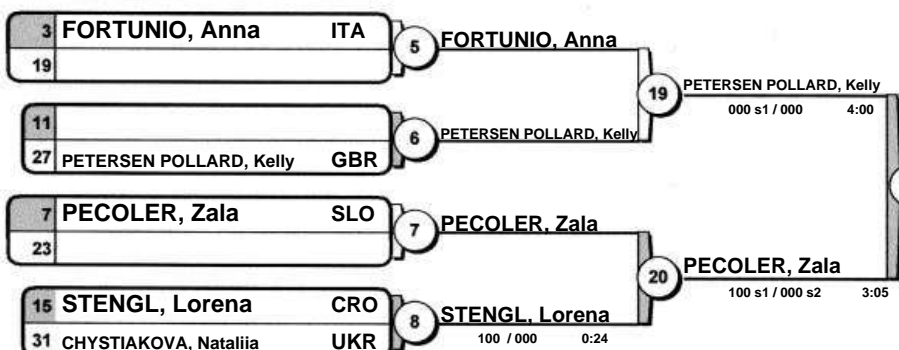 3 FORTUNIO, Anna ITA
19
5 FORTUNIO, Anna
11
27 PETERSEN POLLARD, Kelly GBR
6 PETERSEN POLLARD, Kelly
19 PETERSEN POLLARD, Kelly
000 s1 / 000 4:00
7 PECOLER, Zala SLO
23
7 PECOLER, Zala
15 STENGL, Lorena CRO
31 CHYSTIAKOVA, Nataliia UKR
8 STENGL, Lorena
100 / 000 0:24
20 PECOLER, Zala
100 s1 / 000 s2 3:05